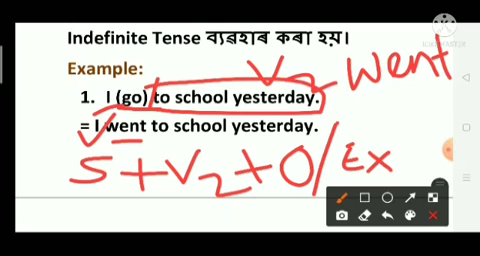 Indefinite Tense ব্যৱহাৰ কৰা হয়।
Example:
V2 - went
1. I (go) to school yesterday.
= I went to school yesterday.
S + V2 + O/Ex